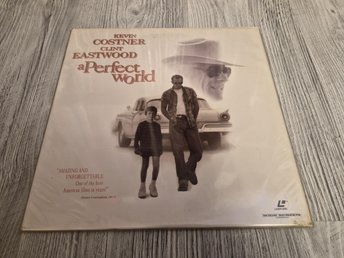 KEVIN
COSTNER
CLINT
EASTWOOD
a Perfect World
"AMAZING AND
UNFORGETTABLE.
One of the best
American films in years!"